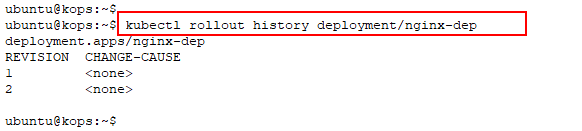 ubuntu@kops:~$
ubuntu@kops:~$ kubectl rollout history deployment/nginx-dep
deployment.apps/nginx-dep
REVISION  CHANGE-CAUSE
1         <none>
2         <none>
ubuntu@kops:~$